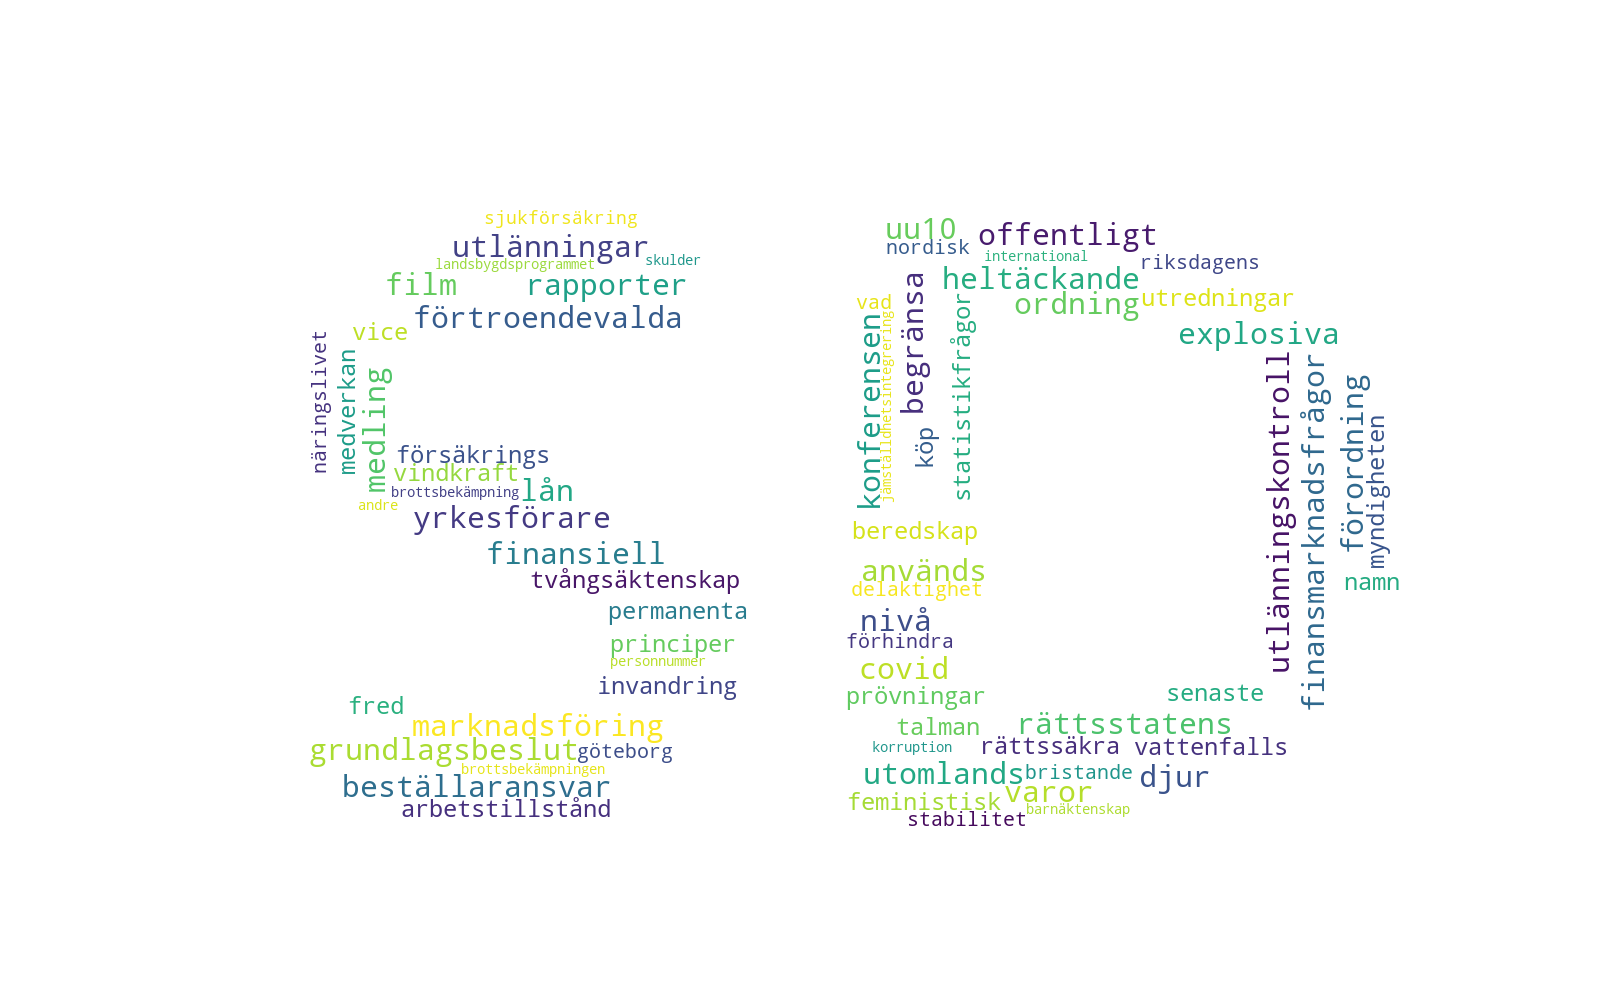 sjukförsäkring
utlänningar
landsbygdsprogrammet
skulder
film
rapporter
förtroendevalda
vice
näringslivet
medverkan
medling
försäkrings
vindkraft
brottsbekämpning
lån
andre
yrkesförare
finansiell
tvångsäktenskap
permanenta
principer
personnummer
invandring
fred
marknadsföring
grundlagsbeslut
göteborg
brottsbekämpningen
beställaransvar
arbetstillstånd
uu10
offentligt
nordisk
international
riksdagens
heltäckande
vad
ordning
utredningar
explosiva
konferensen
jämställdhetsintegrering
begränsa
köp
statistikfrågor
utlänningskontroll
finansmarknadsfrågor
förordning
myndigheten
beredskap
används
delaktighet
namn
nivå
förhindra
covid
prövningar
senaste
talman
rättsstatens
korruption
rättssäkra
vattenfalls
utomlands
bristande
djur
feministisk
varor
barnäktenskap
stabilitet